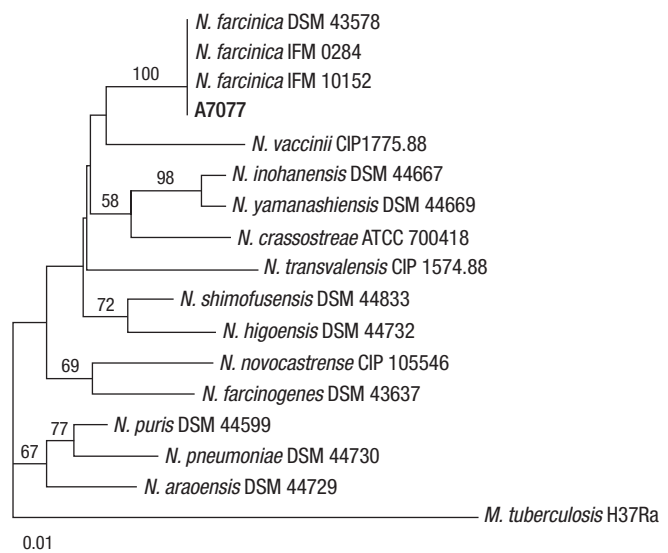 N. farcinica DSM 43578
N. farcinica IFM 0284
N. farcinica IFM 10152
100
A7077
N. vaccinii CIP1775.88
N. inohanensis DSM 44667
98
N. yamanashiensis DSM 44669
58
N. crassostreae ATCC 700418
N. transvalensis CIP 1574.88
N. shimofusensis DSM 44833
72
N. higoensis DSM 44732
N. novocastrense CIP 105546
69
N. farcinogenes DMS 43637
N. puris DSM 44599
77
67
N. pneumoniae DSM 44730
N. araoensis DSM 44729
M. tuberculosis H37Ra
0.01